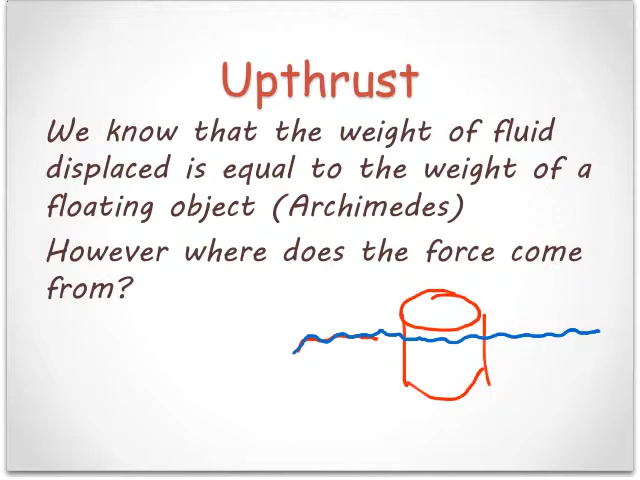 Upthrust
We know that the weight of fluid
displaced is equal to the weight of a
floating object (Archimedes)
However where does the force come
from?